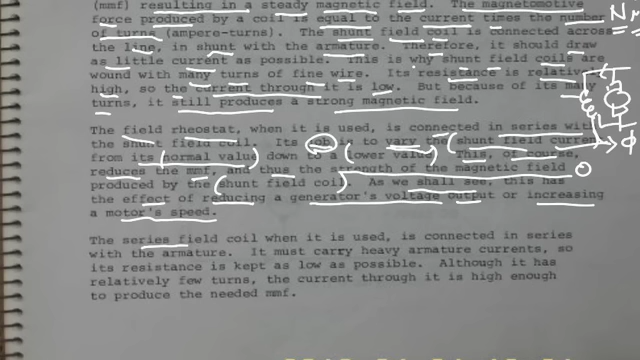 (mmf) resulting in a steady magnetic field. The magnetomotive
force produced by a coil is equal to the current times the number
of turns (ampere-turns). The shunt field coil is connected across
the line, in shunt with the armature. Therefore, it should draw
as little current as possible. This is why shunt field coils are
wound with many turns of fine wire. Its resistance is relatively
high, so the current through it is low. But because of its many
turns, it still produces a strong magnetic field.
The field rheostat, when it is used, is connected in series with
the shunt field coil. Its job is to vary the shunt field current
from its normal value down to a lower value. This, of course,
reduces the mmf, and thus the strength of the magnetic field
produced by the shunt field coil. As we shall see, this has
the effect of reducing a generator's voltage output or increasing
a motor's speed.
The series field coil when it is used, is connected in series
with the armature. It must carry heavy armature currents, so
its resistance is kept as low as possible. Although it has
relatively few turns, the current through it is high enough
to produce the needed mmf.